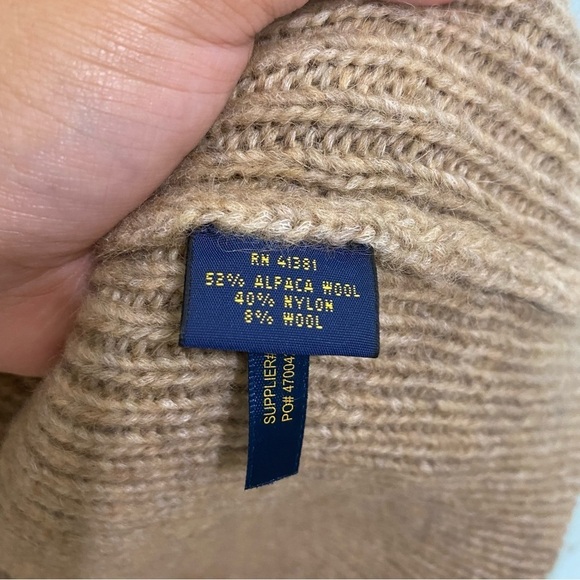 RN 41381
52% ALPACA WOOL
40% NYLON
8% WOOL
SUPPLIER#
PO# 47004